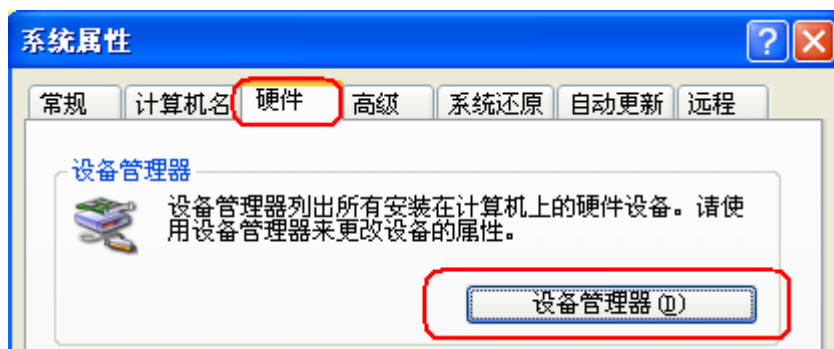 系统属性
常规 计算机名 硬件 高级 系统还原 自动更新 远程
设备管理器
设备管理器列出所有安装在计算机上的硬件设备。请使
用设备管理器来更改设备的属性。
设备管理器(D)